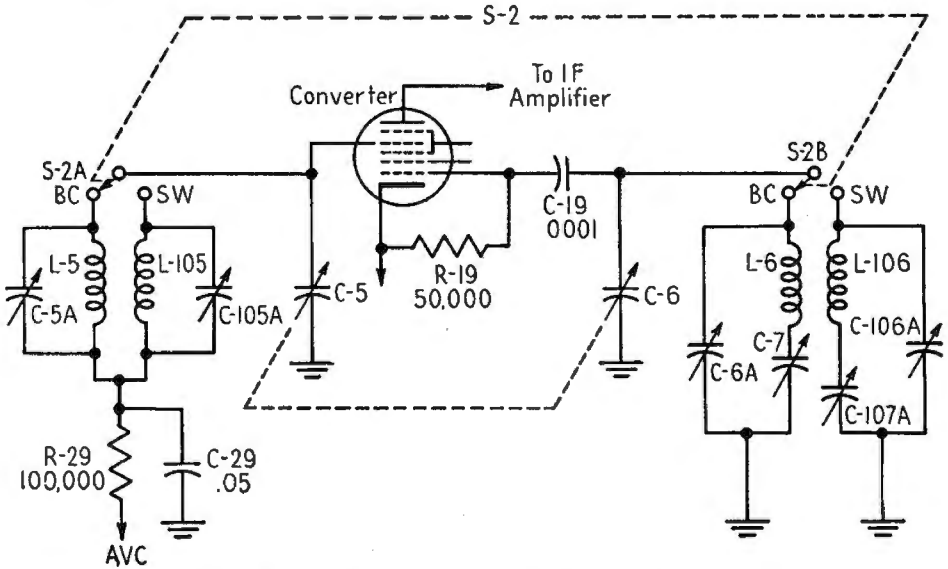 S-2
To IF
Amplifier
Converter
S-2A
BC
SW
S-2B
BC
SW
C-19
0001
R-19
50,000
L-5
L-105
C-5A
C-105A
C-5
C-6
L-6
L-106
C-7
C-106A
C-6A
C-107A
R-29
100,000
C-29
.05
AVC